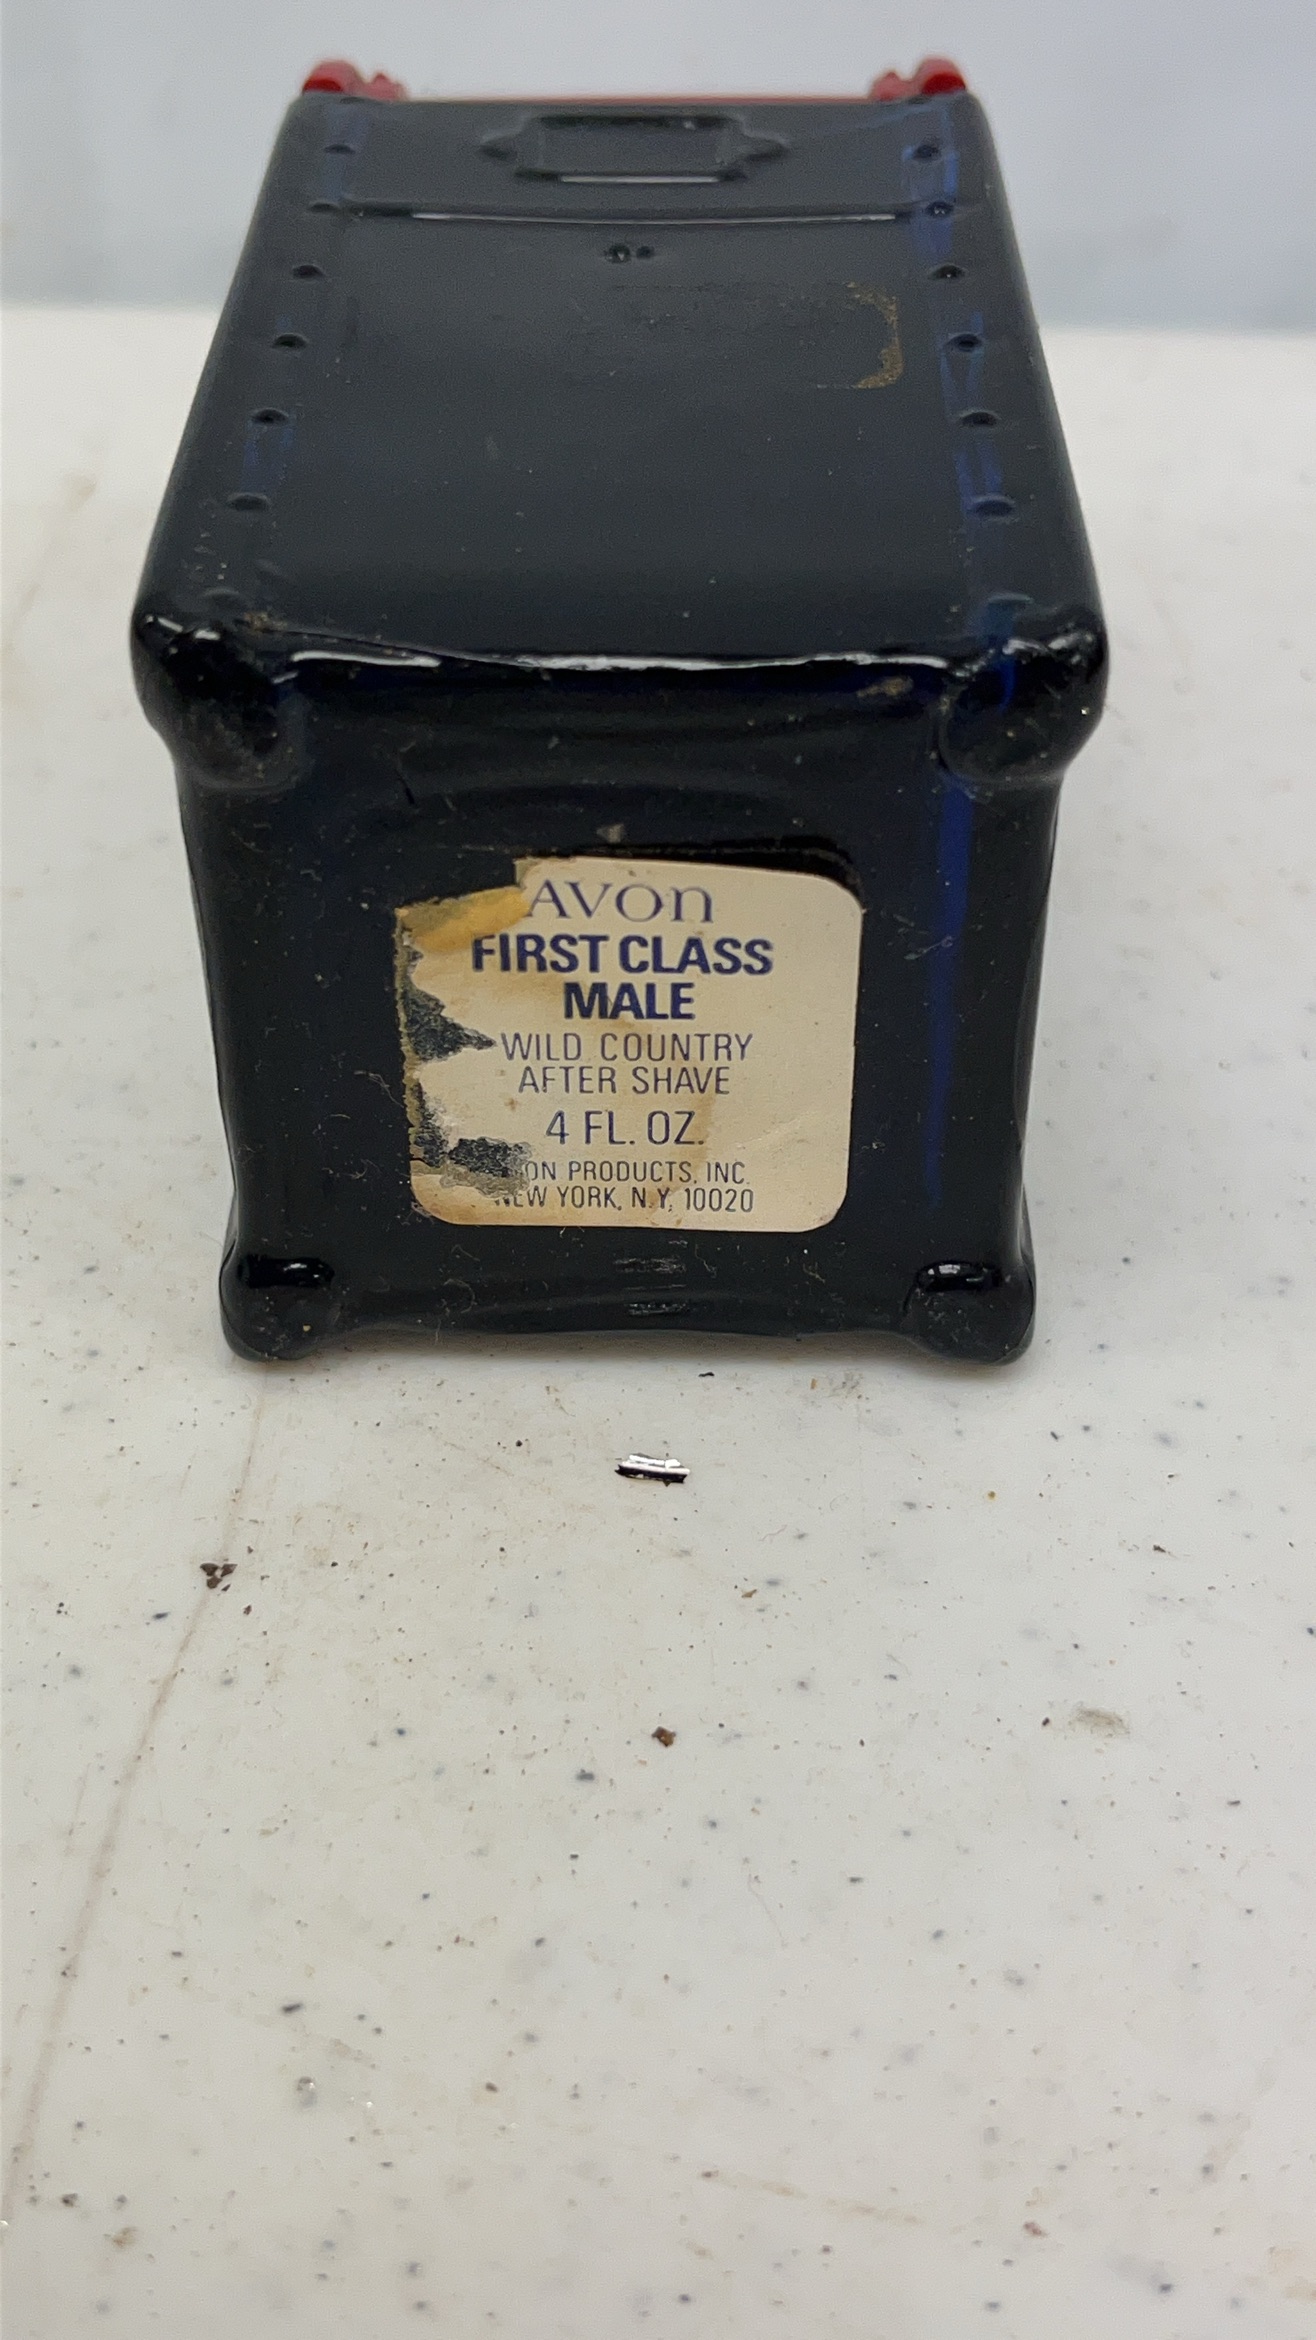 AVON
FIRST CLASS
MALE
WILD COUNTRY
AFTER SHAVE
4 FL. OZ.
ON PRODUCTS, INC.
NEW YORK, N.Y. 10020